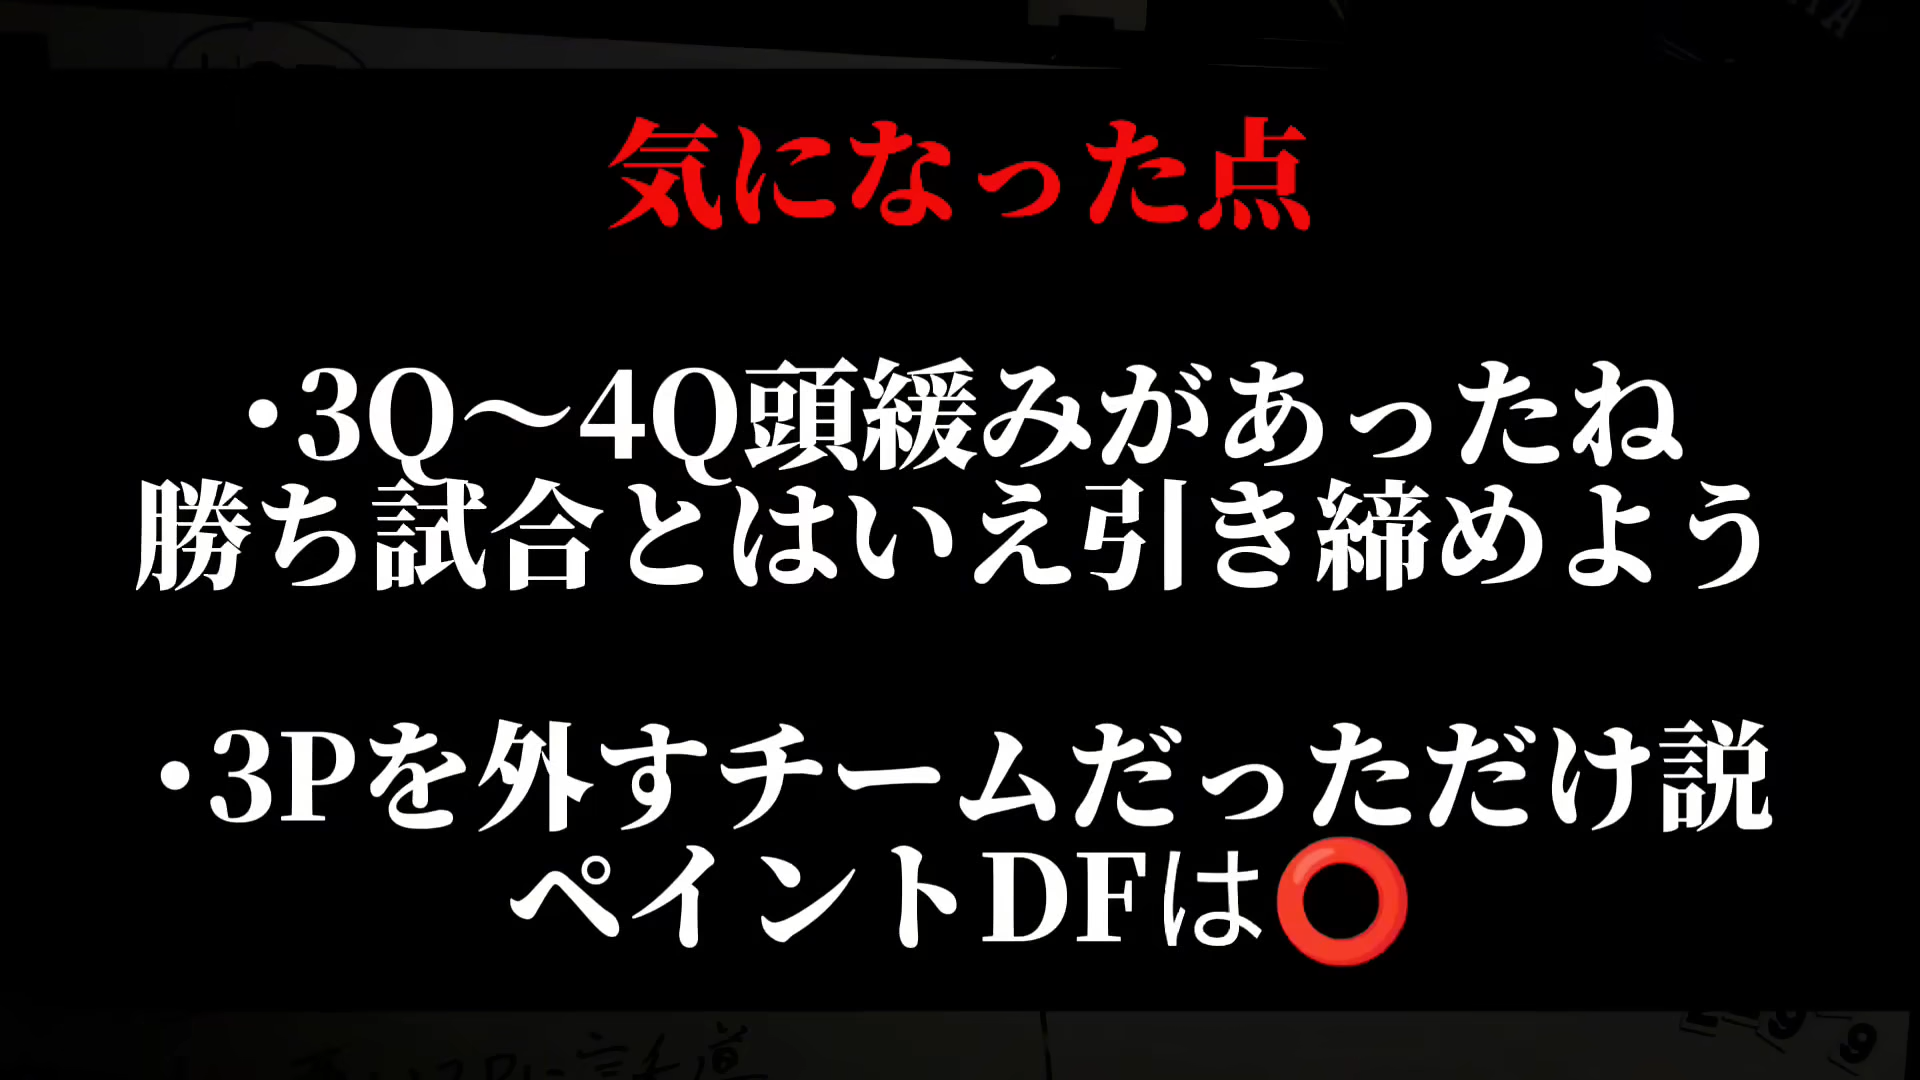 気になった点
・3Q〜4Q頭緩みがあったね
勝ち試合とはいえ引き締めよう
・3Pを外すチームだっただけ説
ペイントDFは⭕